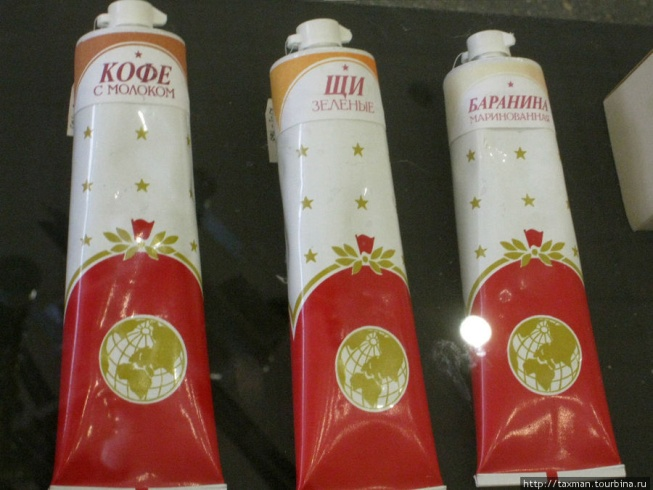 КОФЕ
С МОЛОКОМ
ЩИ
ЗЕЛЕНЫЕ
БАРАНИНА
МАРИНОВАННАЯ
http://taxman.tourbina.ru